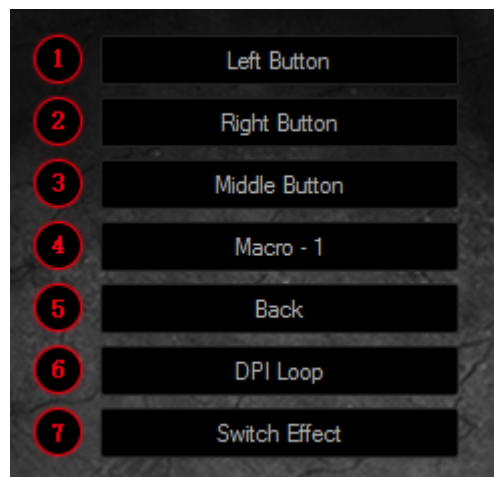 1 Left Button
2 Right Button
3 Middle Button
4 Macro - 1
5 Back
6 DPI Loop
7 Switch Effect